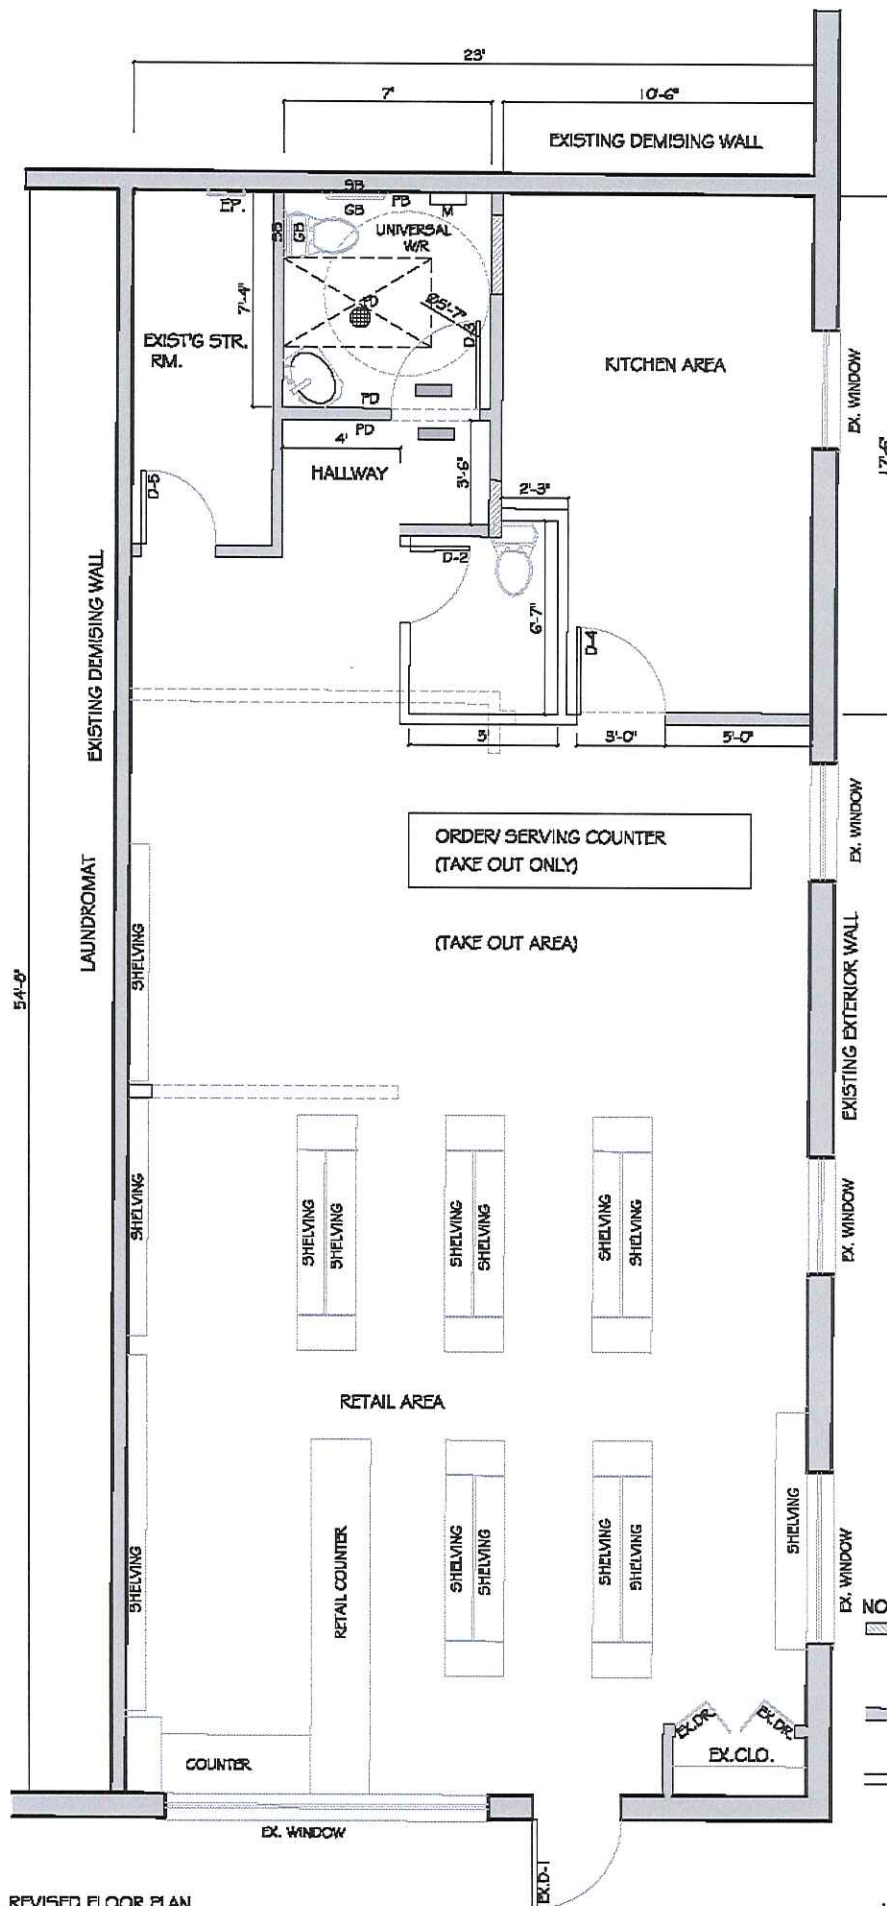 23'
7'
10'-6"
EXISTING DEMISING WALL
SB
EP.
GB
PB
M
SB
GB
UNIVERSAL
W/R
7'-4"
FD
Ø5'-7"
D-3
EXIST'G STR.
RM.
KITCHEN AREA
EX. WINDOW
17'-6"
PD
PD
4'
HALLWAY
3'-6"
2'-3"
D-5
D-2
6'-7"
D-4
EXISTING DEMISING WALL
5'
3'-0"
5'-0"
EX. WINDOW
ORDER/ SERVING COUNTER
(TAKE OUT ONLY)
LAUNDROMAT
SHELVING
(TAKE OUT AREA)
EXISTING EXTERIOR WALL
SHELVING
SHELVING
SHELVING
SHELVING
SHELVING
SHELVING
SHELVING
EX. WINDOW
RETAIL AREA
SHELVING
RETAIL COUNTER
SHELVING
SHELVING
SHELVING
SHELVING
SHELVING
EX. WINDOW
NO
EX.DR.
EX.DR.
EX.CLO.
COUNTER
EX. WINDOW
EX.D-1
REVISED FLOOR PLAN